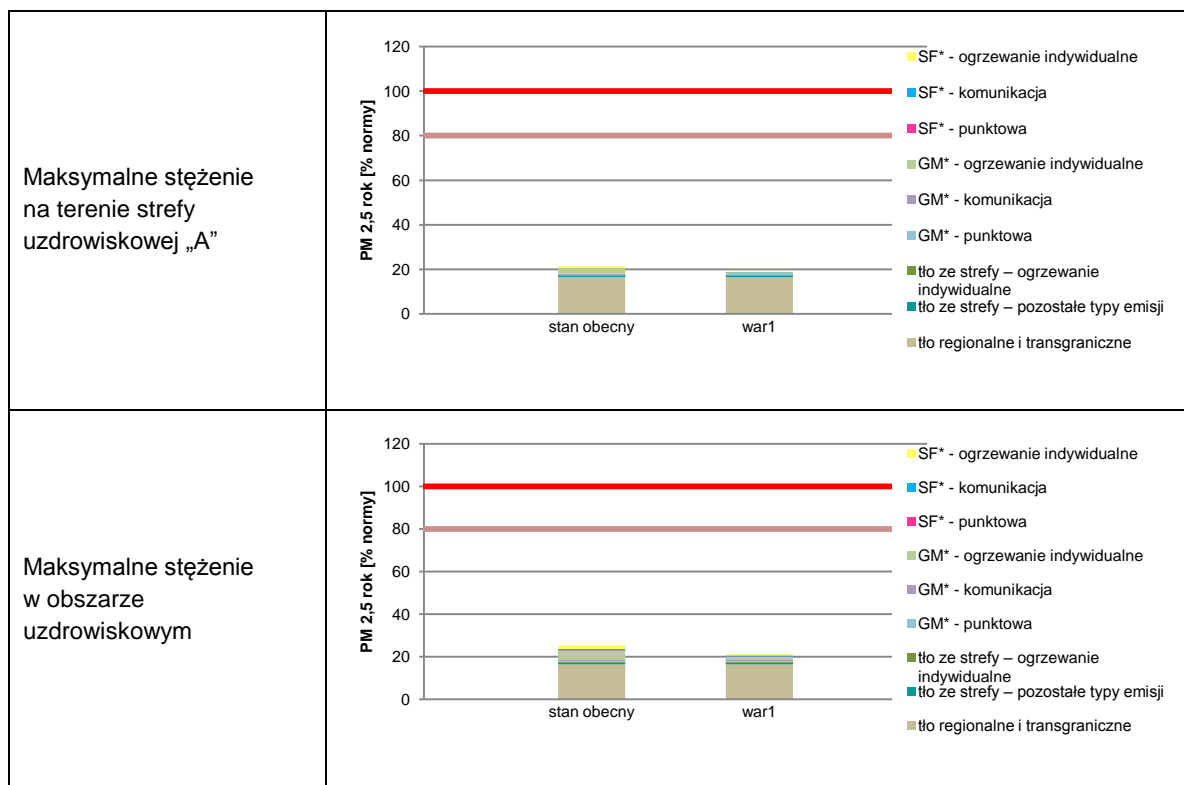 Maksymalne stężenie
na terenie strefy
uzdrowiskowej „A”
PM 2,5 rok [% normy]
120
100
80
60
40
20
0
stan obecny
war1
SF* - ogrzewanie indywidualne
SF* - komunikacja
SF* - punktowa
GM* - ogrzewanie indywidualne
GM* - komunikacja
GM* - punktowa
tło ze strefy – ogrzewanie
indywidualne
tło ze strefy – pozostałe typy emisji
tło regionalne i transgraniczne
Maksymalne stężenie
w obszarze
uzdrowiskowym
PM 2,5 rok [% normy]
120
100
80
60
40
20
0
stan obecny
war1
SF* - ogrzewanie indywidualne
SF* - komunikacja
SF* - punktowa
GM* - ogrzewanie indywidualne
GM* - komunikacja
GM* - punktowa
tło ze strefy – ogrzewanie
indywidualne
tło ze strefy – pozostałe typy emisji
tło regionalne i transgraniczne